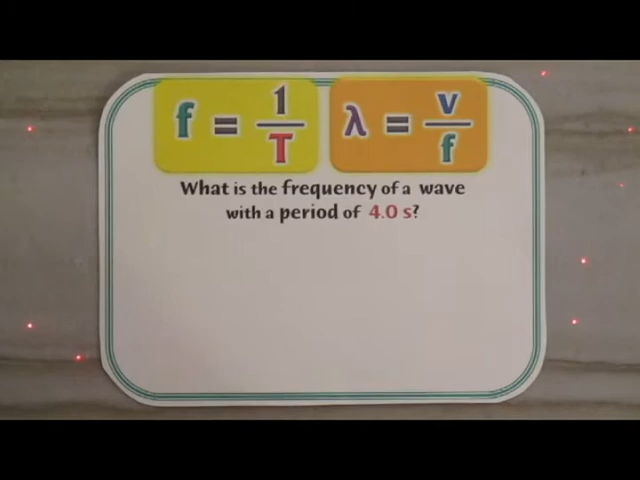 f = 1/T
λ = v/f
What is the frequency of a wave
with a period of 4.0 s?